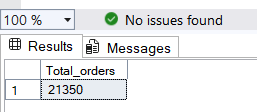 100 %
No issues found
Results
Messages
Total_orders
1
21350